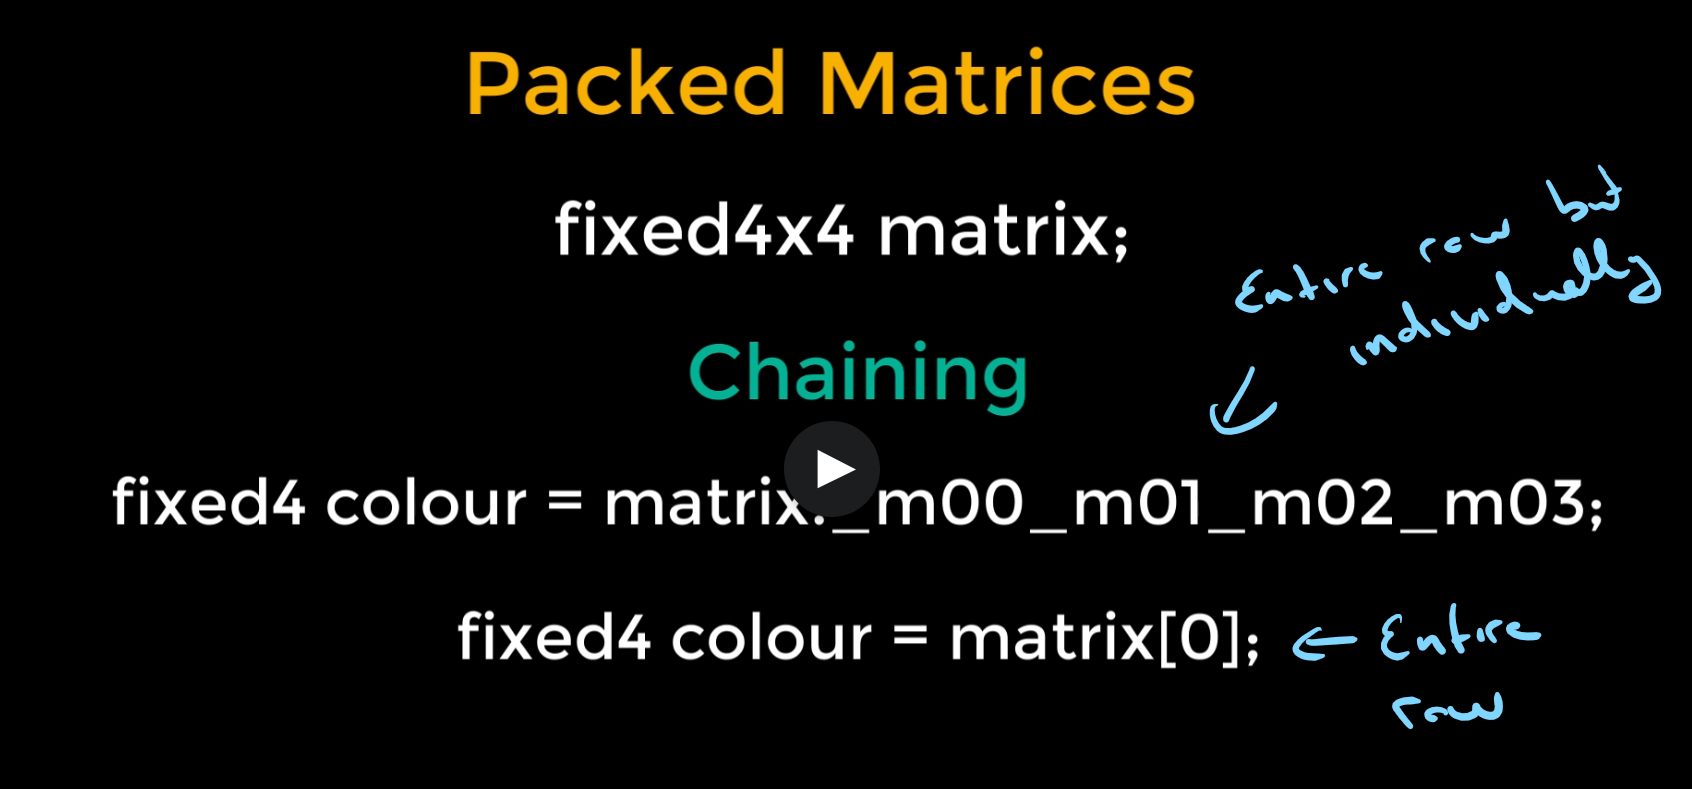 Packed Matrices
fixed4x4 matrix;
Entire row but
individually
Chaining
fixed4 colour = matrix._m00_m01_m02_m03;
fixed4 colour = matrix[0]; ← Entire
row